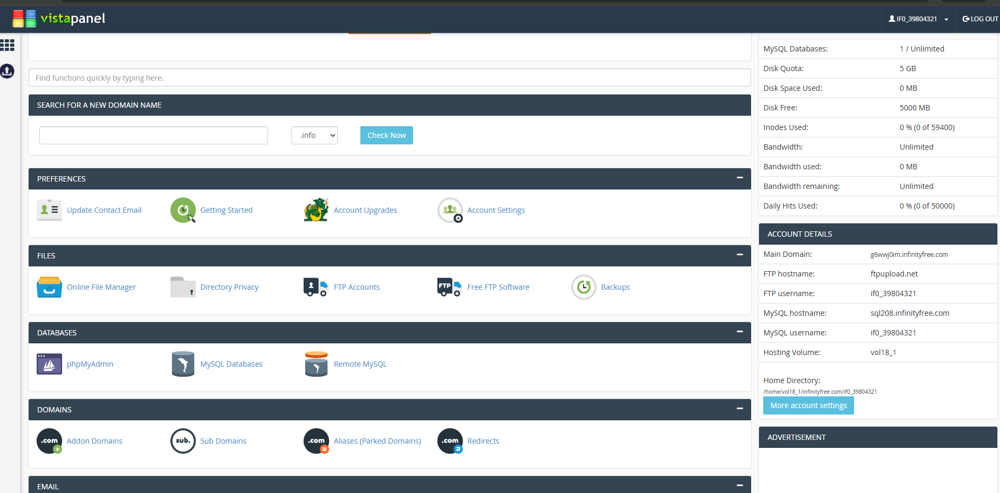 vistapanel
IF0_39804321
LOG OUT
Find functions quickly by typing here.
SEARCH FOR A NEW DOMAIN NAME
.info
Check Now
PREFERENCES
Update Contact Email
Getting Started
Account Upgrades
Account Settings
FILES
Online File Manager
Directory Privacy
FTP Accounts
FTP
Free FTP Software
Backups
DATABASES
phpMyAdmin
MySQL Databases
Remote MySQL
DOMAINS
.com
Addon Domains
sub.
Sub Domains
.com
Aliases (Parked Domains)
.com
Redirects
EMAIL
MySQL Databases: 1 / Unlimited
Disk Quota: 5 GB
Disk Space Used: 0 MB
Disk Free: 5000 MB
Inodes Used: 0 % (0 of 59400)
Bandwidth: Unlimited
Bandwidth used: 0 MB
Bandwidth remaining: Unlimited
Daily Hits Used: 0 % (0 of 50000)
ACCOUNT DETAILS
Main Domain: g6wwj0im.infinityfree.com
FTP hostname: ftpupload.net
FTP username: if0_39804321
MySQL hostname: sql208.infinityfree.com
MySQL username: if0_39804321
Hosting Volume: vol18_1
Home Directory:
/home/vol18_1/infinityfree.com/if0_39804321
More account settings
ADVERTISEMENT